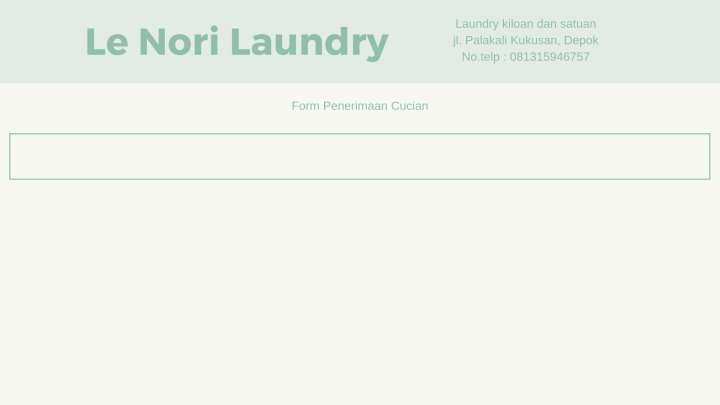 Le Nori Laundry
Laundry kiloan dan satuan
jl. Palakali Kukusan, Depok
No.telp : 081315946757
Form Penerimaan Cucian